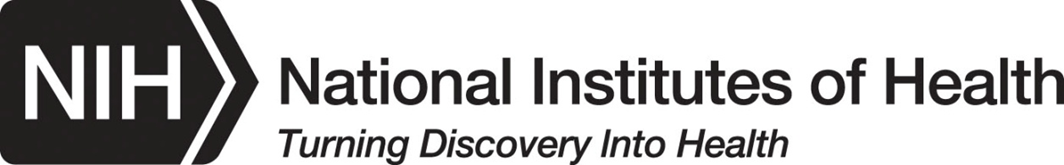 NIH
National Institutes of Health
Turning Discovery Into Health